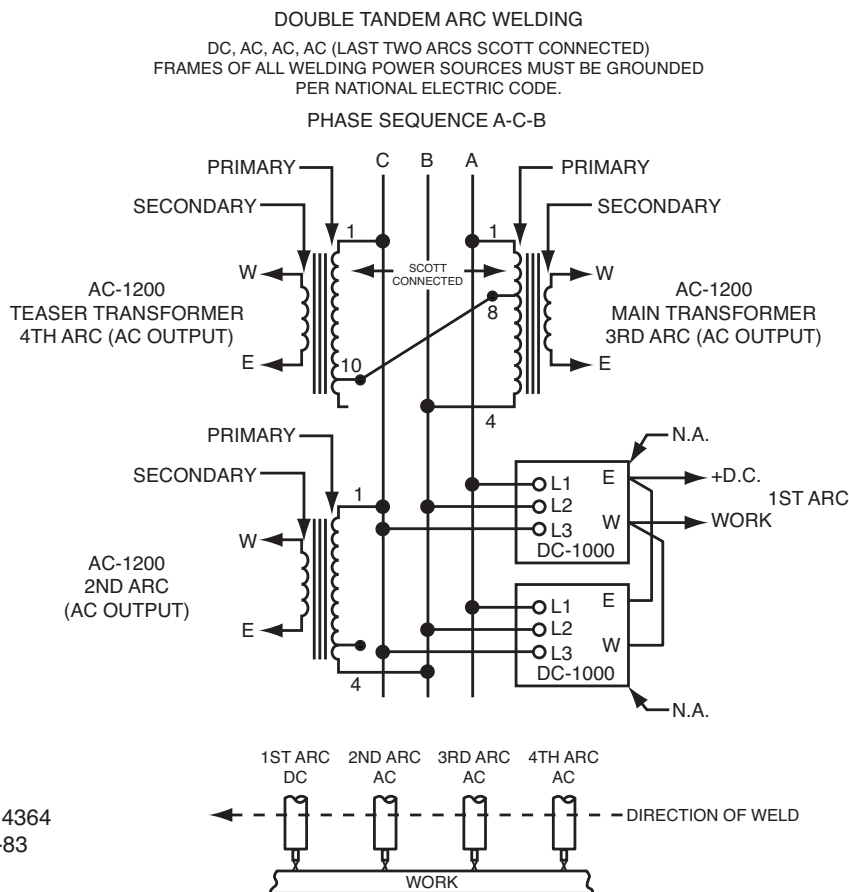 DOUBLE TANDEM ARC WELDING
DC, AC, AC, AC (LAST TWO ARCS SCOTT CONNECTED)
FRAMES OF ALL WELDING POWER SOURCES MUST BE GROUNDED
PER NATIONAL ELECTRIC CODE.
PHASE SEQUENCE A-C-B
C B A
PRIMARY
SECONDARY
1
W
AC-1200
TEASER TRANSFORMER
4TH ARC (AC OUTPUT)
E
10
SCOTT
CONNECTED
PRIMARY
SECONDARY
1
W
8
AC-1200
MAIN TRANSFORMER
3RD ARC (AC OUTPUT)
E
4
PRIMARY
SECONDARY
1
W
AC-1200
2ND ARC
(AC OUTPUT)
E
4
N.A.
L1 E +D.C.
1ST ARC
L2
L3 W WORK
DC-1000
L1 E
L2
L3 W
DC-1000
N.A.
1ST ARC 2ND ARC 3RD ARC 4TH ARC
DC AC AC AC
4364
-83
DIRECTION OF WELD
WORK